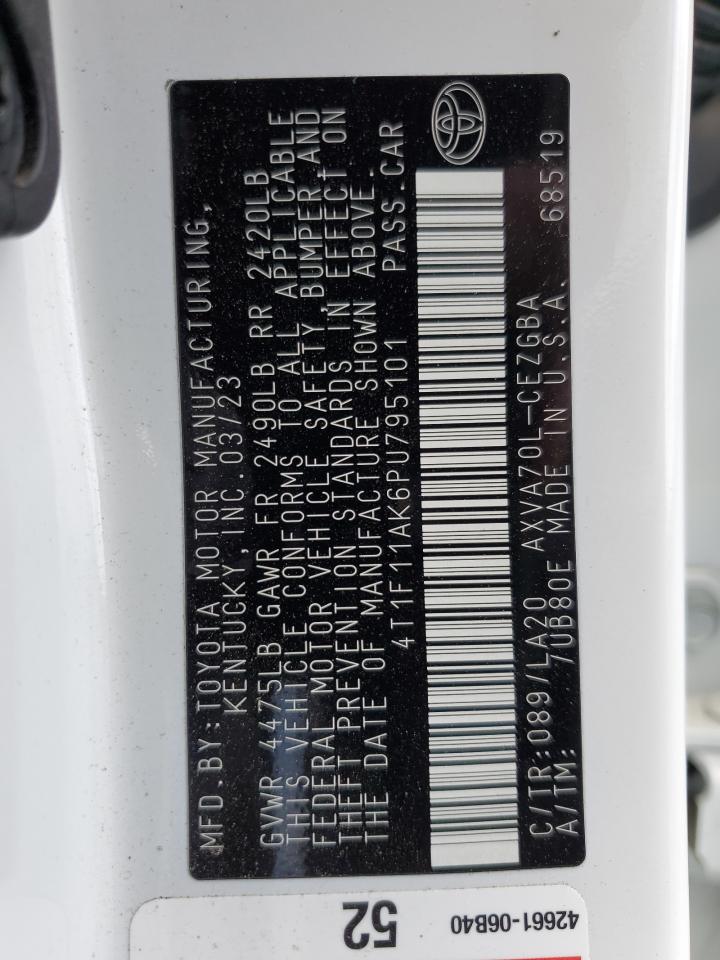 MFD.BY:TOYOTA MOTOR MANUFACTURING,
KENTUCKY,INC.03/23
GVWR 4475LB GAWR FR 2490LB RR 2420LB
THIS VEHICLE CONFORMS TO ALL APPLICABLE
FEDERAL MOTOR VEHICLE SAFETY, BUMPER,AND
THEFT PREVENTION STANDARDS IN EFFECT ON
THE DATE OF MANUFACTURE SHOWN ABOVE.
4T1F11AK6PU795101 PASS.CAR
C/TR:089/LA20 AXVA70L-CEZGBA 68519
A/TM: /UB80E MADE IN U.S.A.
52
42661-06B40